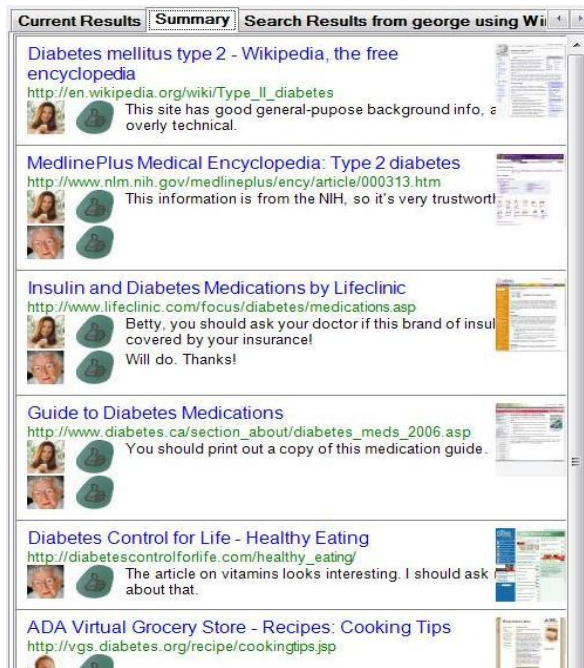 Current Results Summary Search Results from george using Wi
Diabetes mellitus type 2 - Wikipedia, the free
encyclopedia
http://en.wikipedia.org/wiki/Type_II_diabetes
This site has good general-pupose background info, a
overly technical.
MedlinePlus Medical Encyclopedia: Type 2 diabetes
http://www.nlm.nih.gov/medlineplus/ency/article/000313.htm
This information is from the NIH, so it's very trustworth
Insulin and Diabetes Medications by Lifeclinic
http://www.lifeclinic.com/focus/diabetes/medications.asp
Betty, you should ask your doctor if this brand of insul
covered by your insurance!
Will do. Thanks!
Guide to Diabetes Medications
http://www.diabetes.ca/section_about/diabetes_meds_2006.asp
You should print out a copy of this medication guide.
Diabetes Control for Life - Healthy Eating
http://diabetescontrolforlife.com/healthy_eating/
The article on vitamins looks interesting. I should ask
about that.
ADA Virtual Grocery Store - Recipes: Cooking Tips
http://vgs.diabetes.org/recipe/cookingtips.jsp